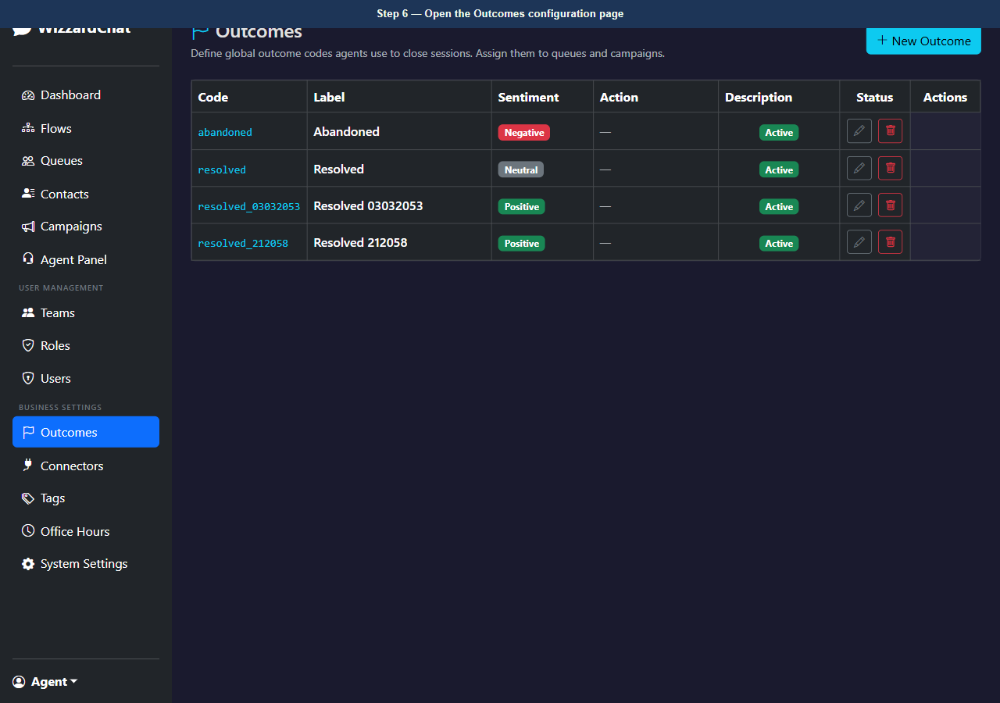 Step 6 — Open the Outcomes configuration page
WizzardChat
Dashboard
Flows
Queues
Contacts
Campaigns
Agent Panel
USER MANAGEMENT
Teams
Roles
Users
BUSINESS SETTINGS
Outcomes
Connectors
Tags
Office Hours
System Settings
Agent
Outcomes
Define global outcome codes agents use to close sessions. Assign them to queues and campaigns.
+ New Outcome
Code Label Sentiment Action Description Status Actions
abandoned Abandoned Negative — Active
resolved Resolved Neutral — Active
resolved_03032053 Resolved 03032053 Positive — Active
resolved_212058 Resolved 212058 Positive — Active